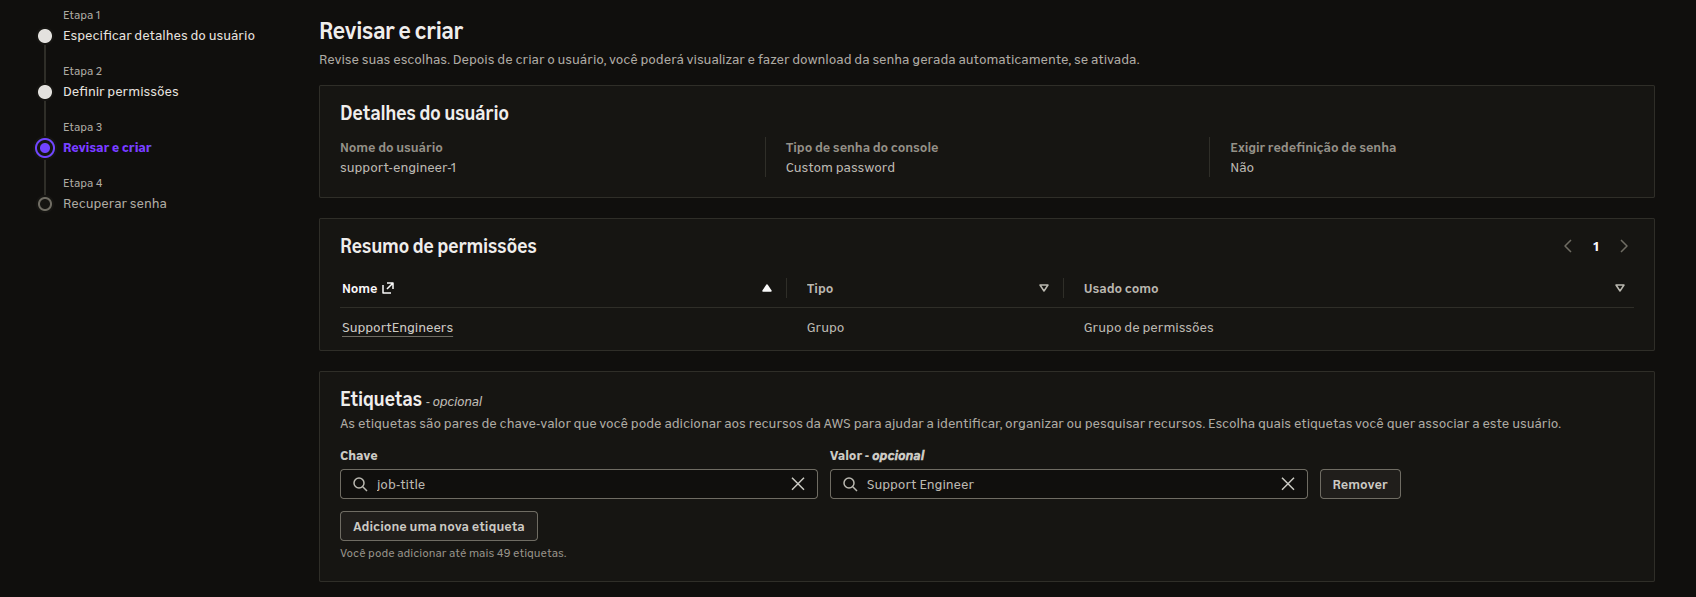 Etapa 1
Especificar detalhes do usuário
Etapa 2
Definir permissões
Etapa 3
Revisar e criar
Etapa 4
Recuperar senha
Revisar e criar
Revise suas escolhas. Depois de criar o usuário, você poderá visualizar e fazer download da senha gerada automaticamente, se ativada.
Detalhes do usuário
Nome do usuário
support-engineer-1
Tipo de senha do console
Custom password
Exigir redefinição de senha
Não
Resumo de permissões
1
Nome Tipo Usado como
SupportEngineers Grupo Grupo de permissões
Etiquetas - opcional
As etiquetas são pares de chave-valor que você pode adicionar aos recursos da AWS para ajudar a identificar, organizar ou pesquisar recursos. Escolha quais etiquetas você quer associar a este usuário.
Chave Valor - opcional
job-title Support Engineer Remover
Adicione uma nova etiqueta
Você pode adicionar até mais 49 etiquetas.